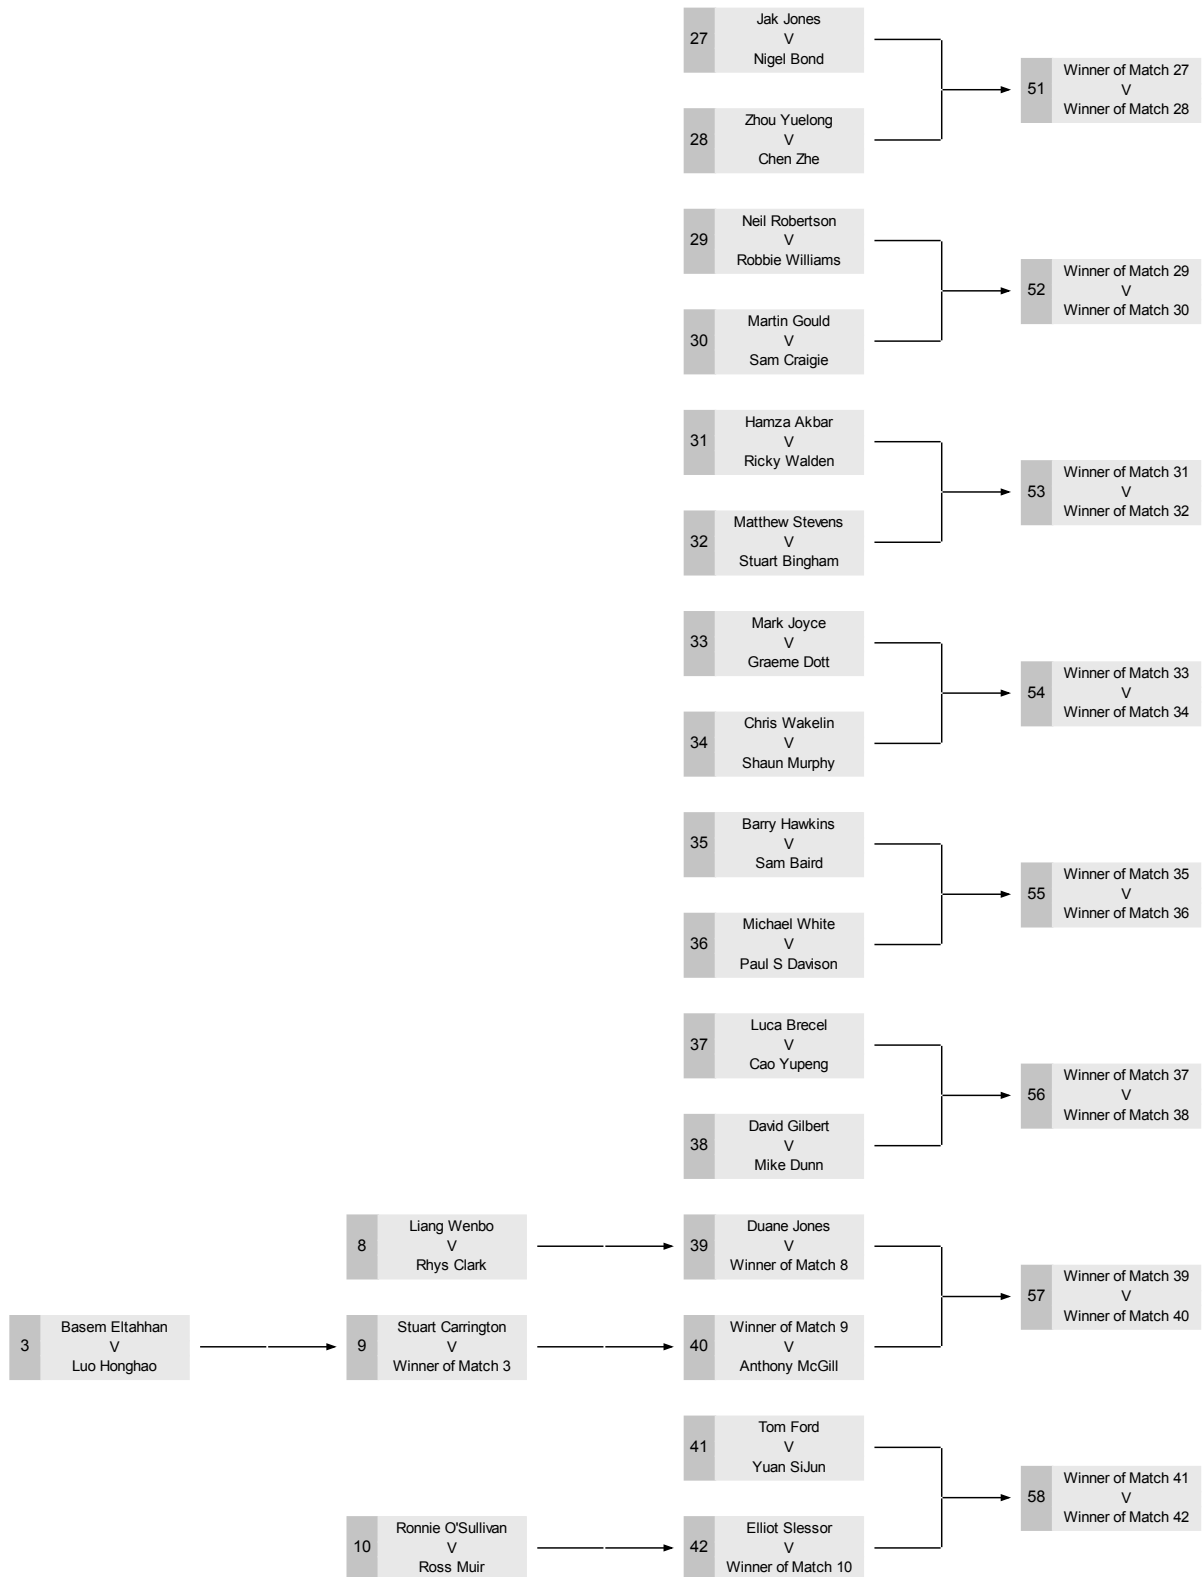 27
Jak Jones
V
Nigel Bond
28
Zhou Yuelong
V
Chen Zhe
51
Winner of Match 27
V
Winner of Match 28
29
Neil Robertson
V
Robbie Williams
30
Martin Gould
V
Sam Craigie
52
Winner of Match 29
V
Winner of Match 30
31
Hamza Akbar
V
Ricky Walden
32
Matthew Stevens
V
Stuart Bingham
53
Winner of Match 31
V
Winner of Match 32
33
Mark Joyce
V
Graeme Dott
34
Chris Wakelin
V
Shaun Murphy
54
Winner of Match 33
V
Winner of Match 34
35
Barry Hawkins
V
Sam Baird
36
Michael White
V
Paul S Davison
55
Winner of Match 35
V
Winner of Match 36
37
Luca Brecel
V
Cao Yupeng
38
David Gilbert
V
Mike Dunn
56
Winner of Match 37
V
Winner of Match 38
8
Liang Wenbo
V
Rhys Clark
39
Duane Jones
V
Winner of Match 8
3
Basem Eltahhan
V
Luo Honghao
9
Stuart Carrington
V
Winner of Match 3
40
Winner of Match 9
V
Anthony McGill
57
Winner of Match 39
V
Winner of Match 40
41
Tom Ford
V
Yuan SiJun
10
Ronnie O'Sullivan
V
Ross Muir
42
Elliot Slessor
V
Winner of Match 10
58
Winner of Match 41
V
Winner of Match 42